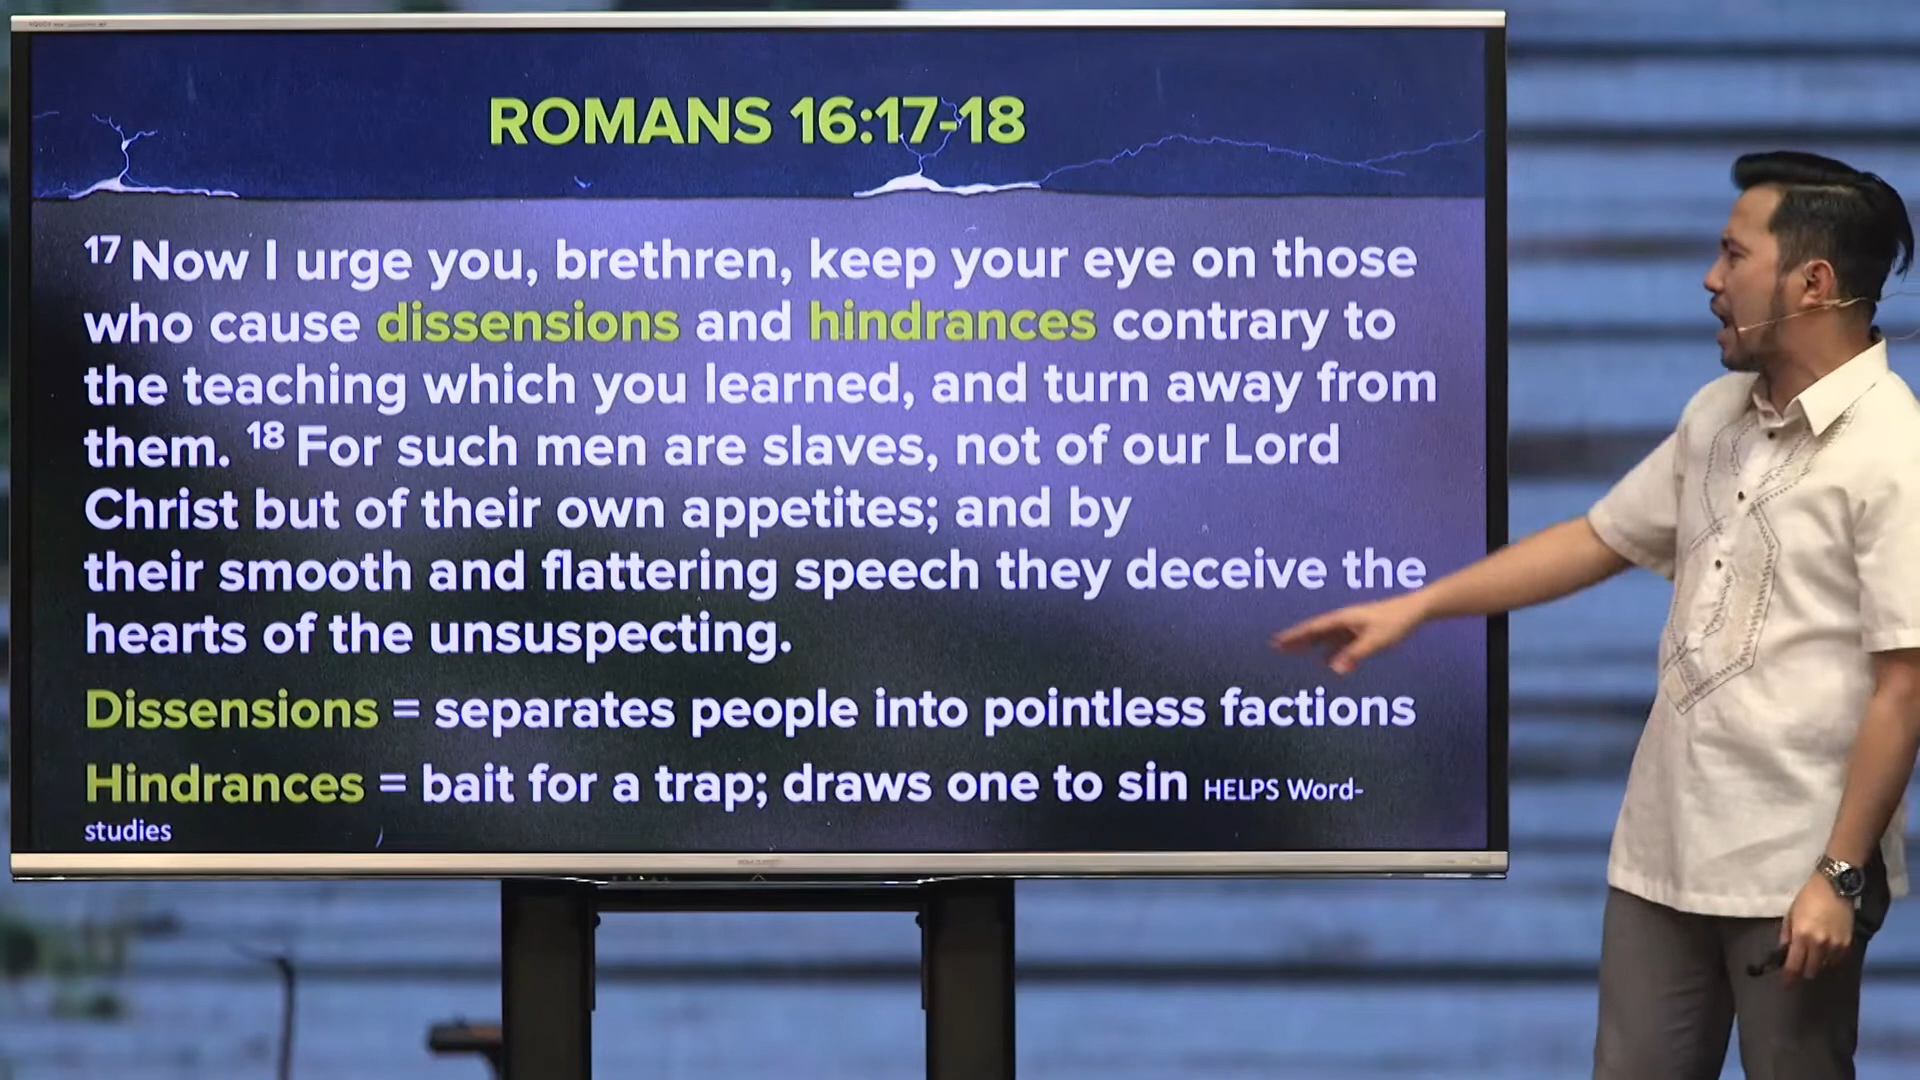 ROMANS 16:17-18
17 Now I urge you, brethren, keep your eye on those
who cause dissensions and hindrances contrary to
the teaching which you learned, and turn away from
them. 18 For such men are slaves, not of our Lord
Christ but of their own appetites; and by
their smooth and flattering speech they deceive the
hearts of the unsuspecting.
Dissensions = separates people into pointless factions
Hindrances = bait for a trap; draws one to sin HELPS Word-
studies